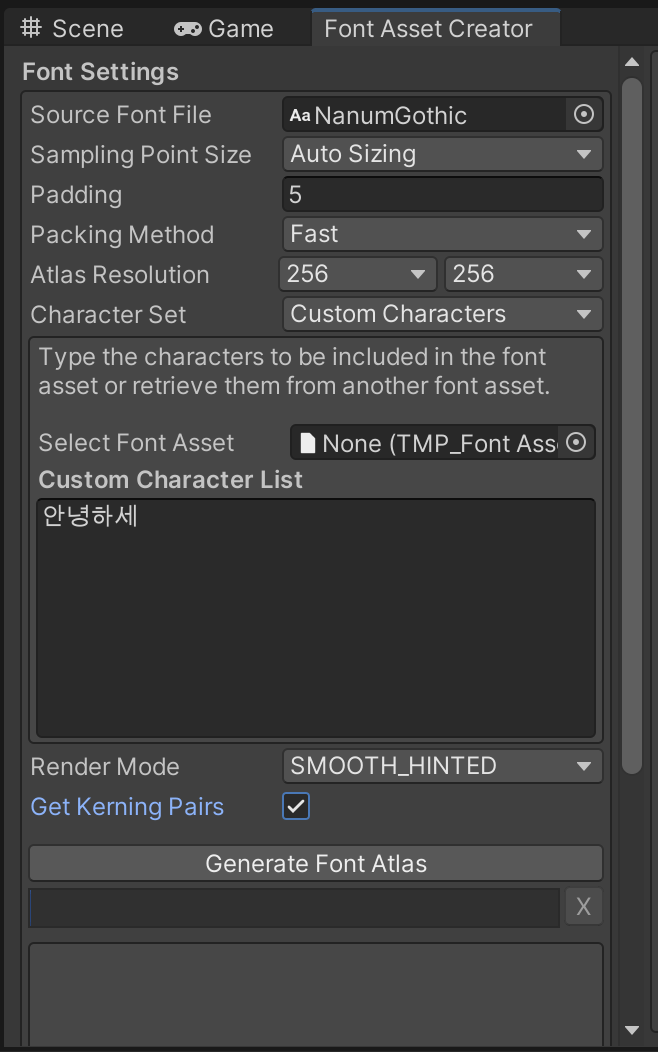 Scene Game Font Asset Creator
Font Settings
Source Font File Aa NanumGothic
Sampling Point Size Auto Sizing
Padding 5
Packing Method Fast
Atlas Resolution 256 256
Character Set Custom Characters
Type the characters to be included in the font
asset or retrieve them from another font asset.
Select Font Asset None (TMP_Font Ass
Custom Character List
안녕하세
Render Mode SMOOTH_HINTED
Get Kerning Pairs
Generate Font Atlas
X